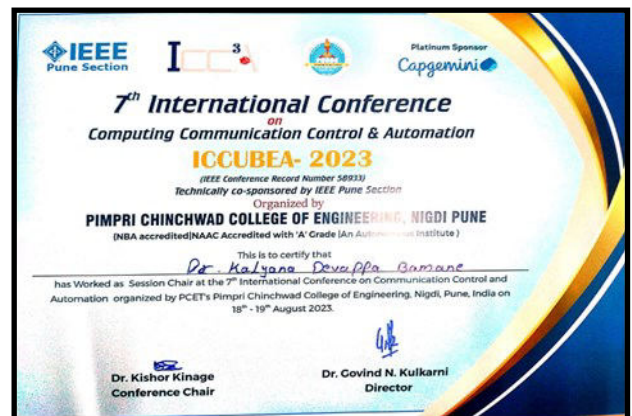 IEEE
Pune Section
ICCA 3
Platinum Sponsor
Capgemini
7th International Conference
on
Computing Communication Control & Automation
ICCUBEA- 2023
(IEEE Conference Record Number 58933)
Technically co-sponsored by IEEE Pune Section
Organized by
PIMPRI CHINCHWAD COLLEGE OF ENGINEERING, NIGDI PUNE
(NBA accredited|NAAC Accredited with 'A' Grade |An Autonomous Institute )
This is to certify that
Dr. Kalyana Devappa Bamane
has Worked as Session Chair at the 7th International Conference on Communication Control and
Automation organized by PCET's Pimpri Chinchwad College of Engineering, Nigdi, Pune, India on
18th - 19th August 2023.
Dr. Kishor Kinage
Conference Chair
Dr. Govind N. Kulkarni
Director